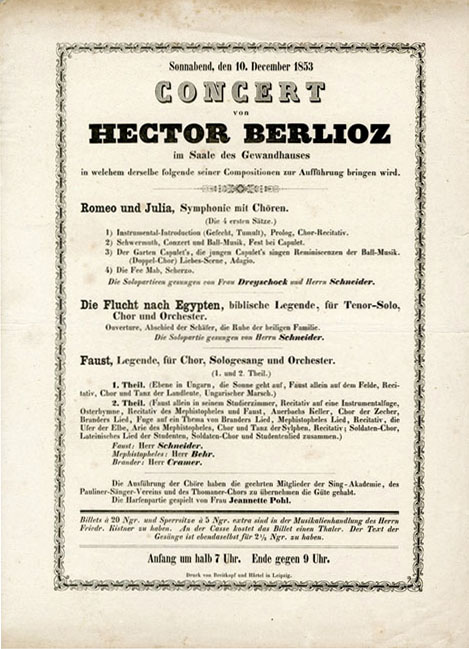 Sonnabend, den 10. December 1853
CONCERT
von
HECTOR BERLIOZ
im Saale des Gewandhauses
in welchem derselbe folgende seiner Compositionen zur Aufführung bringen wird.
Romeo und Julia, Symphonie mit Chören.
(Die 4 ersten Sätze.)
1) Instrumental-Introduction (Gefecht, Tumult), Prolog, Chor-Recitativ.
2) Schwermuth, Conzert und Ball-Musik, Fest bei Capulet.
3) Der Garten Capulet's, die jungen Capulet's singen Reminiscenzen der Ball-Musik.
(Doppel-Chor) Liebes-Scene, Adagio.
4) Die Fee Mab, Scherzo.
Die Solopartieen gesungen von Frau Dreyschock und Herrn Schneider.
Die Flucht nach Egypten, biblische Legende, für Tenor-Solo,
Chor und Orchester.
Ouverture, Abschied der Schäfer, die Ruhe der heiligen Familie.
Die Solopartie gesungen von Herrn Schneider.
Faust, Legende, für Chor, Sologesang und Orchester.
(1. und 2. Theil.)
1. Theil. (Ebene in Ungarn, die Sonne geht auf, Faust allein auf dem Felde, Reci-
tativ, Chor und Tanz der Landleute, Ungarischer Marsch.)
2. Theil. (Faust allein in seinem Studierzimmer, Recitativ auf eine Instrumentalfuge,
Osterhymne, Recitativ des Mephistopheles und Faust, Auerbachs Keller, Chor der Zecher,
Branders Lied, Fuge auf ein Thema von Branders Lied, Mephistopheles Lied, Recitativ, die
Ufer der Elbe, Arie des Mephistopheles, Chor und Tanz der Sylphen, Recitativ; Soldaten-Chor,
Lateinisches Lied der Studenten, Soldaten-Chor und Studentenlied zusammen.)
Faust: Herr Schneider.
Mephistopheles: Herr Behr.
Brander: Herr Cramer.
Die Ausführung der Chöre haben die geehrten Mitglieder der Sing-Akademie, des
Pauliner-Sänger-Vereins und des Thomaner-Chors zu übernehmen die Güte gehabt.
Die Harfenpartie gespielt von Frau Jeannette Pohl.
Billets à 20 Ngr. und Sperrsitze à 5 Ngr. extra sind in der Musikalienhandlung des Herrn
Friedr. Kistner zu haben. An der Casse kostet das Billet einen Thaler. Der Text der
Gesänge ist ebendaselbst für 2½ Ngr. zu haben.
Anfang um halb 7 Uhr. Ende gegen 9 Uhr.
Druck von Breitkopf und Härtel in Leipzig.